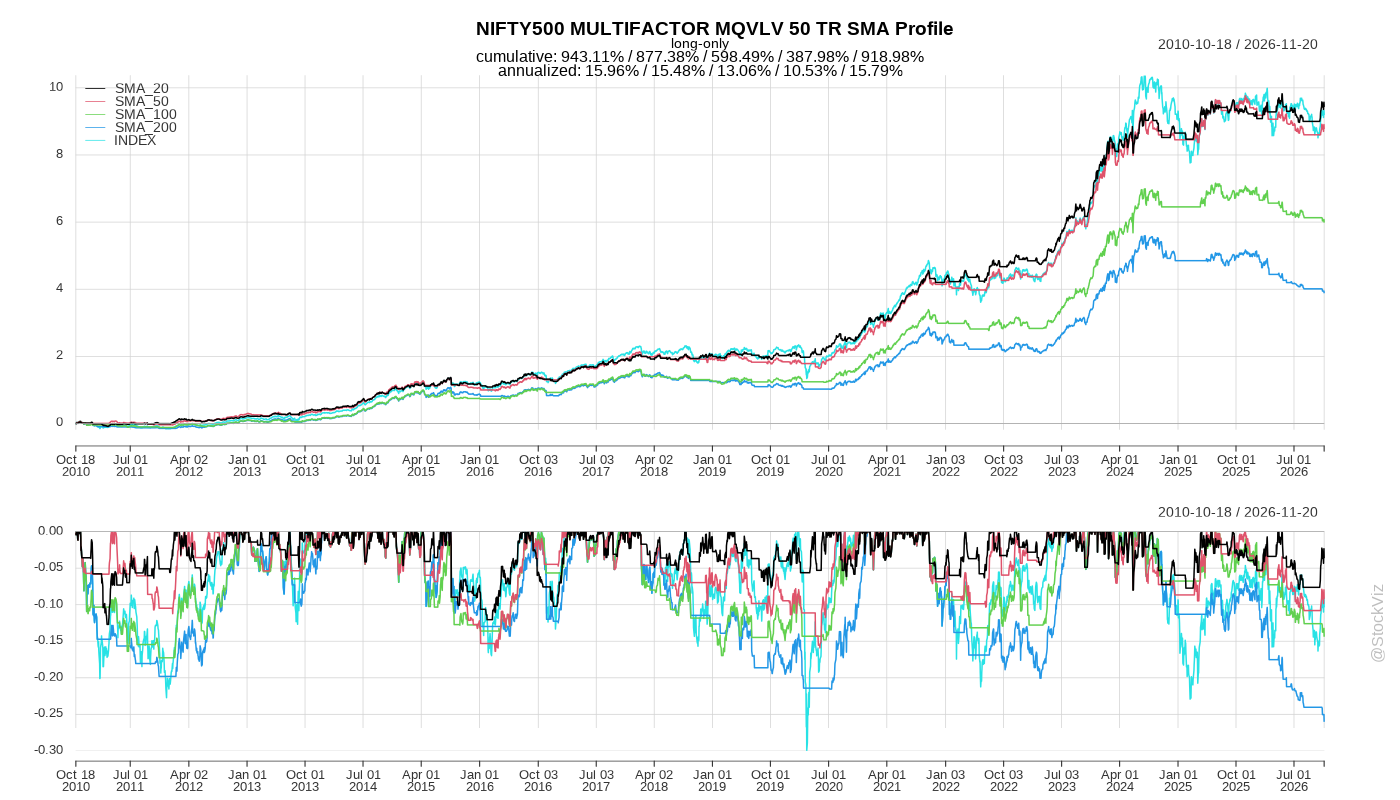 NIFTY500 MULTIFACTOR MQVLV 50 TR SMA Profile
long-only
2010-10-18 / 2026-11-20
cumulative: 943.11% / 877.38% / 598.49% / 387.98% / 918.98%
annualized: 15.96% / 15.48% / 13.06% / 10.53% / 15.79%
10
8
6
4
2
0
SMA_20
SMA_50
SMA_100
SMA_200
INDEX
Oct 18 Jul 01 Apr 02 Jan 01 Oct 01 Jul 01 Apr 01 Jan 01 Oct 03 Jul 03 Apr 02 Jan 01 Oct 01 Jul 01 Apr 01 Jan 03 Oct 03 Jul 03 Apr 01 Jan 01 Oct 01 Jul 01
2010 2011 2012 2013 2013 2014 2015 2016 2016 2017 2018 2019 2019 2020 2021 2022 2022 2023 2024 2025 2025 2026
2010-10-18 / 2026-11-20
0.00
-0.05
-0.10
-0.15
-0.20
-0.25
-0.30
Oct 18 Jul 01 Apr 02 Jan 01 Oct 01 Jul 01 Apr 01 Jan 01 Oct 03 Jul 03 Apr 02 Jan 01 Oct 01 Jul 01 Apr 01 Jan 03 Oct 03 Jul 03 Apr 01 Jan 01 Oct 01 Jul 01
2010 2011 2012 2013 2013 2014 2015 2016 2016 2017 2018 2019 2019 2020 2021 2022 2022 2023 2024 2025 2025 2026
@StockViz